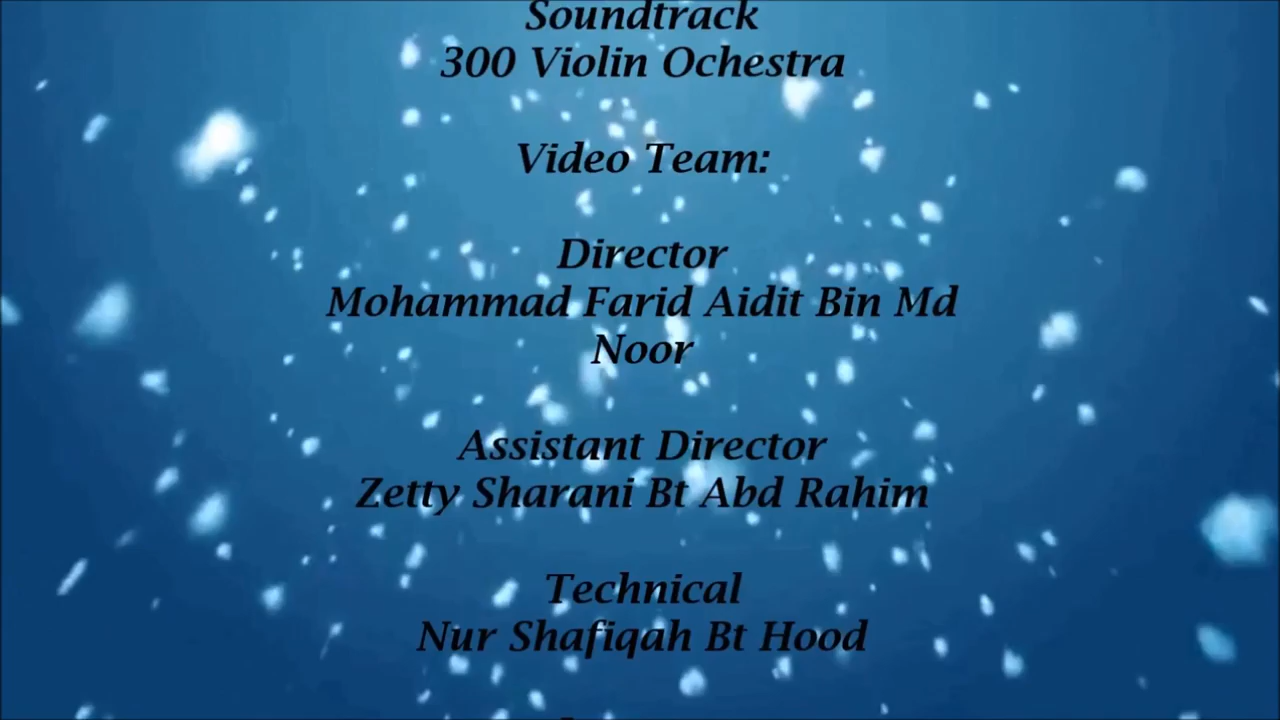 Soundtrack
300 Violin Ochestra
Video Team:
Director
Mohammad Farid Aidit Bin Md
Noor
Assistant Director
Zetty Sharani Bt Abd Rahim
Technical
Nur Shafiqah Bt Hood